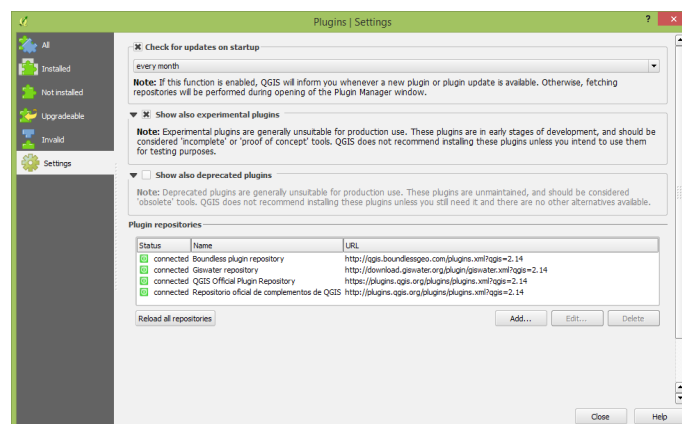 Plugins | Settings
?
All
Installed
Not installed
Upgradeable
Invalid
Settings
Check for updates on startup
every month
Note: If this function is enabled, QGIS will inform you whenever a new plugin or plugin update is available. Otherwise, fetching
repositories will be performed during opening of the Plugin Manager window.
Show also experimental plugins
Note: Experimental plugins are generally unsuitable for production use. These plugins are in early stages of development, and should be
considered 'incomplete' or 'proof of concept' tools. QGIS does not recommend installing these plugins unless you intend to use them
for testing purposes.
Show also deprecated plugins
Note: Deprecated plugins are generally unsuitable for production use. These plugins are unmaintained, and should be considered
'obsolete' tools. QGIS does not recommend installing these plugins unless you still need it and there are no other alternatives available.
Plugin repositories
Status Name URL
connected Boundless plugin repository http://qgis.boundlessgeo.com/plugins.xml?qgis=2.14
connected Giswater repository http://download.giswater.org/plugin/giswater.xml?qgis=2.14
connected QGIS Official Plugin Repository https://plugins.qgis.org/plugins/plugins.xml?qgis=2.14
connected Repositorio oficial de complementos de QGIS http://plugins.qgis.org/plugins/plugins.xml?qgis=2.14
Reload all repositories Add... Edit... Delete
Close Help